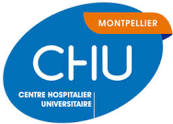 MONTPELLIER
CHU
CENTRE HOSPITALIER
UNIVERSITAIRE